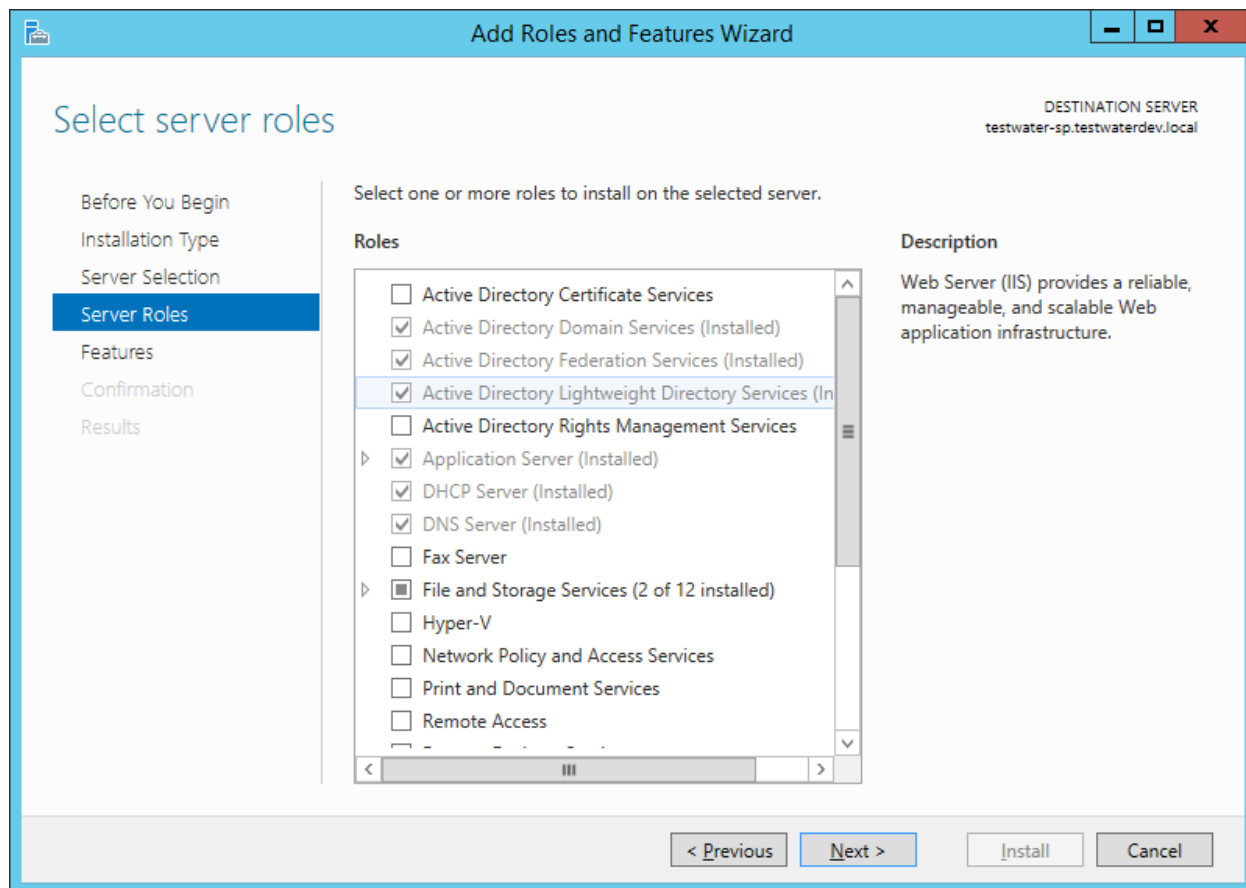 Add Roles and Features Wizard
Select server roles
DESTINATION SERVER
testwater-sp.testwaterdev.local
Before You Begin
Installation Type
Server Selection
Server Roles
Features
Confirmation
Results
Select one or more roles to install on the selected server.
Roles
Active Directory Certificate Services
Active Directory Domain Services (Installed)
Active Directory Federation Services (Installed)
Active Directory Lightweight Directory Services (In
Active Directory Rights Management Services
Application Server (Installed)
DHCP Server (Installed)
DNS Server (Installed)
Fax Server
File and Storage Services (2 of 12 installed)
Hyper-V
Network Policy and Access Services
Print and Document Services
Remote Access
Description
Web Server (IIS) provides a reliable,
manageable, and scalable Web
application infrastructure.
< Previous
Next >
Install
Cancel